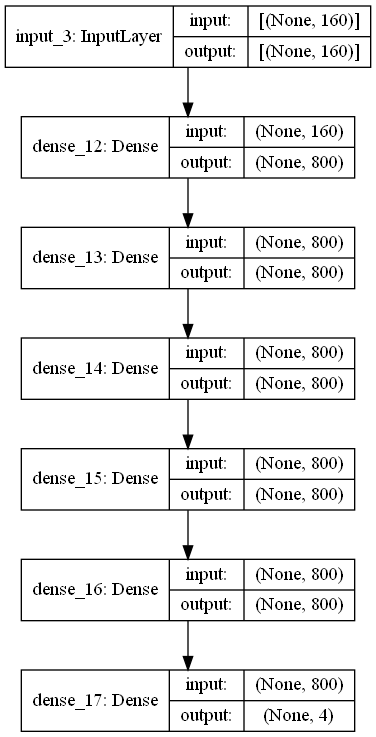 input_3: InputLayer
input:
[(None, 160)]
output:
[(None, 160)]
dense_12: Dense
input:
(None, 160)
output:
(None, 800)
dense_13: Dense
input:
(None, 800)
output:
(None, 800)
dense_14: Dense
input:
(None, 800)
output:
(None, 800)
dense_15: Dense
input:
(None, 800)
output:
(None, 800)
dense_16: Dense
input:
(None, 800)
output:
(None, 800)
dense_17: Dense
input:
(None, 800)
output:
(None, 4)